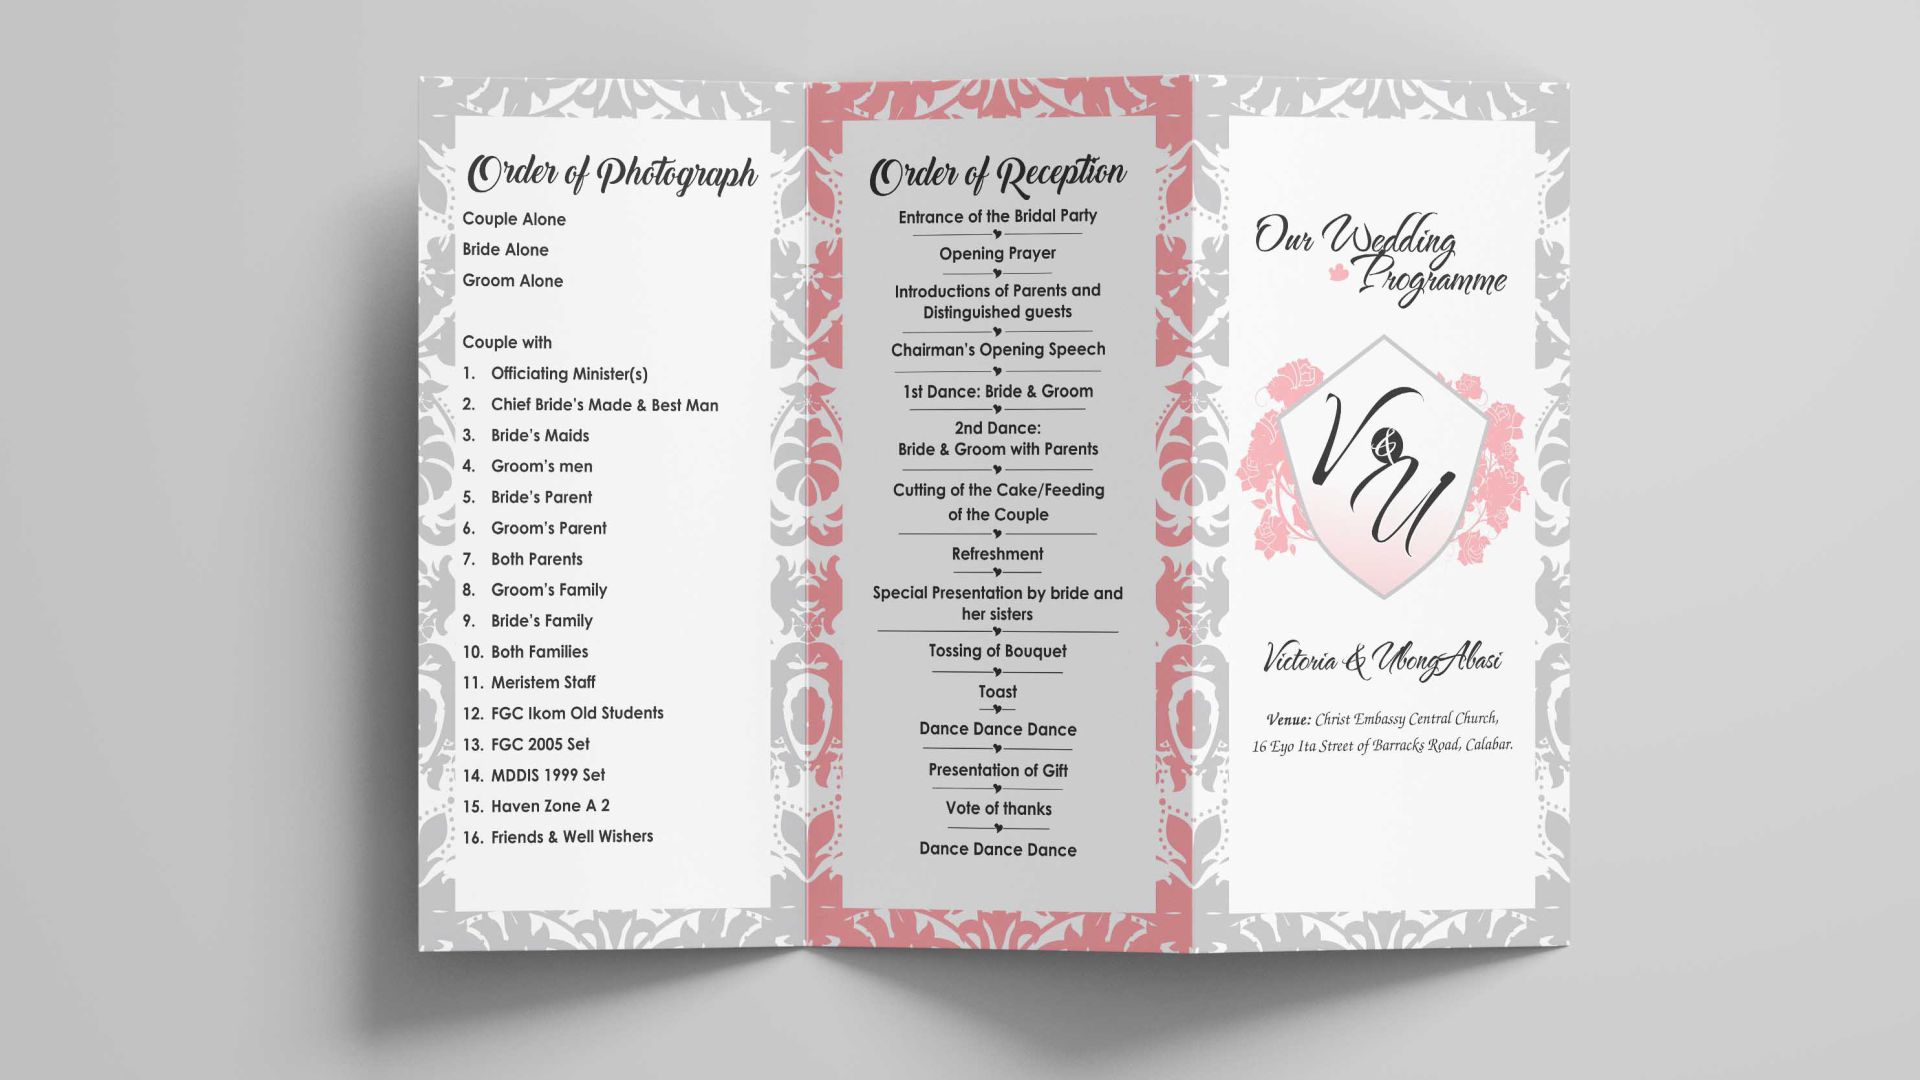 Order of Photograph
Couple Alone
Bride Alone
Groom Alone
Couple with
1. Officiating Minister(s)
2. Chief Bride's Made & Best Man
3. Bride's Maids
4. Groom's men
5. Bride's Parent
6. Groom's Parent
7. Both Parents
8. Groom's Family
9. Bride's Family
10. Both Families
11. Meristem Staff
12. FGC Ikom Old Students
13. FGC 2005 Set
14. MDDIS 1999 Set
15. Haven Zone A 2
16. Friends & Well Wishers
Order of Reception
Entrance of the Bridal Party
Opening Prayer
Introductions of Parents and
Distinguished guests
Chairman's Opening Speech
1st Dance: Bride & Groom
2nd Dance:
Bride & Groom with Parents
Cutting of the Cake/Feeding
of the Couple
Refreshment
Special Presentation by bride and
her sisters
Tossing of Bouquet
Toast
Dance Dance Dance
Presentation of Gift
Vote of thanks
Dance Dance Dance
Our Wedding
Programme
V & U
Victoria & UbongAbasi
Venue: Christ Embassy Central Church,
16 Eyo Ita Street of Barracks Road, Calabar.